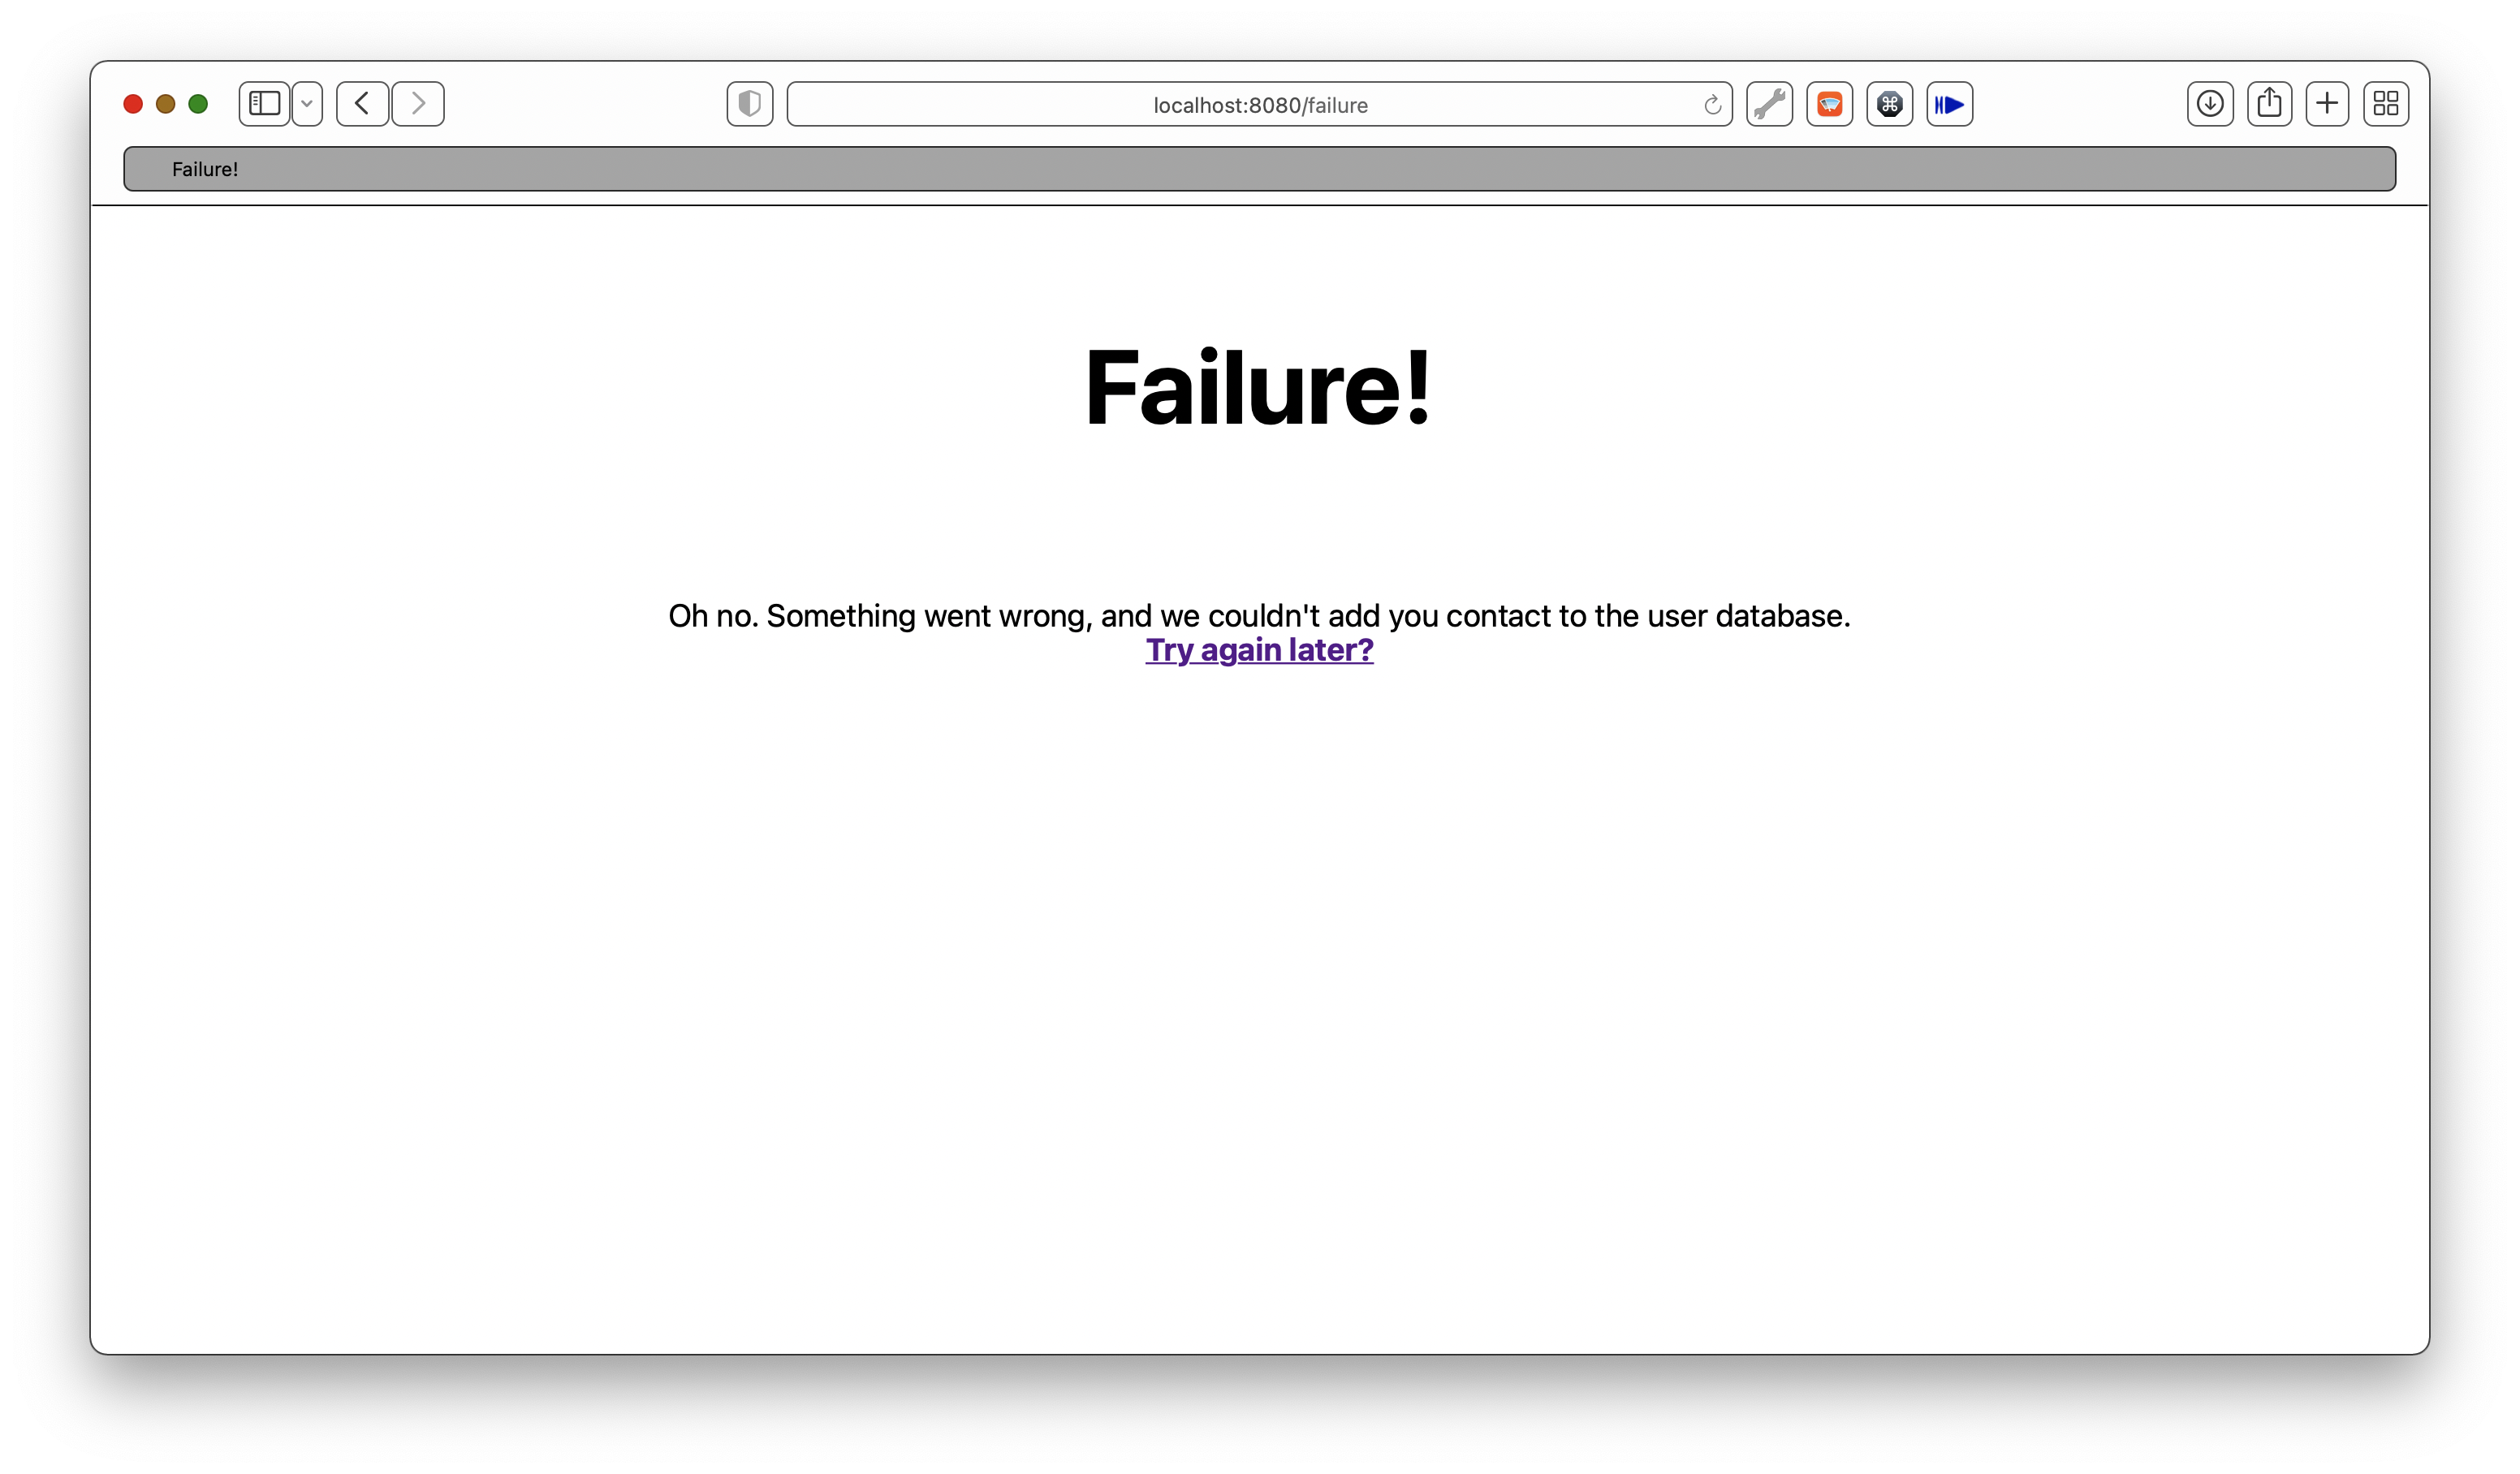 localhost:8080/failure
Failure!
Failure!
Oh no. Something went wrong, and we couldn't add you contact to the user database.
Try again later?